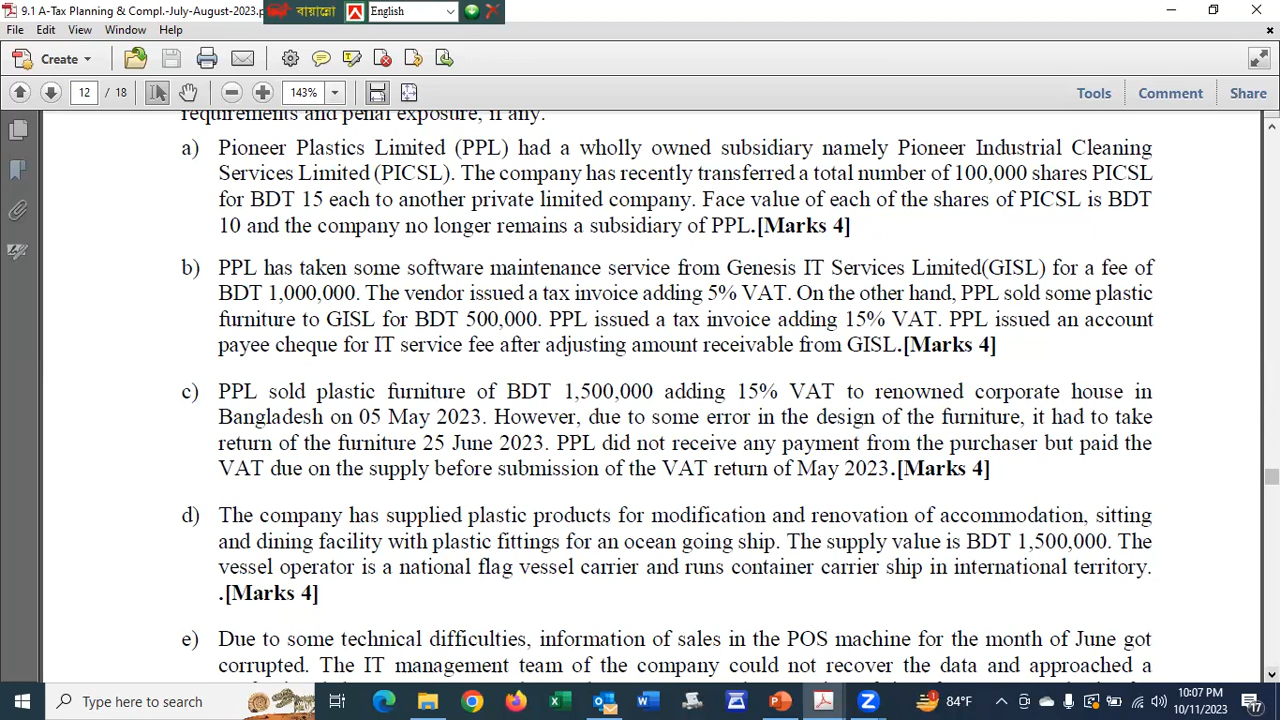 9.1 A-Tax Planning & Compl.-July-August-2023.p
বায়ান্নো
English
File Edit View Window Help
Create
12 / 18
143%
Tools Comment Share
requirements and penal exposure, if any.
a) Pioneer Plastics Limited (PPL) had a wholly owned subsidiary namely Pioneer Industrial Cleaning
Services Limited (PICSL). The company has recently transferred a total number of 100,000 shares PICSL
for BDT 15 each to another private limited company. Face value of each of the shares of PICSL is BDT
10 and the company no longer remains a subsidiary of PPL.[Marks 4]
b) PPL has taken some software maintenance service from Genesis IT Services Limited(GISL) for a fee of
BDT 1,000,000. The vendor issued a tax invoice adding 5% VAT. On the other hand, PPL sold some plastic
furniture to GISL for BDT 500,000. PPL issued a tax invoice adding 15% VAT. PPL issued an account
payee cheque for IT service fee after adjusting amount receivable from GISL.[Marks 4]
c) PPL sold plastic furniture of BDT 1,500,000 adding 15% VAT to renowned corporate house in
Bangladesh on 05 May 2023. However, due to some error in the design of the furniture, it had to take
return of the furniture 25 June 2023. PPL did not receive any payment from the purchaser but paid the
VAT due on the supply before submission of the VAT return of May 2023.[Marks 4]
d) The company has supplied plastic products for modification and renovation of accommodation, sitting
and dining facility with plastic fittings for an ocean going ship. The supply value is BDT 1,500,000. The
vessel operator is a national flag vessel carrier and runs container carrier ship in international territory.
.[Marks 4]
e) Due to some technical difficulties, information of sales in the POS machine for the month of June got
corrupted. The IT management team of the company could not recover the data and approached a
Type here to search
84°F
10:07 PM
10/11/2023
17